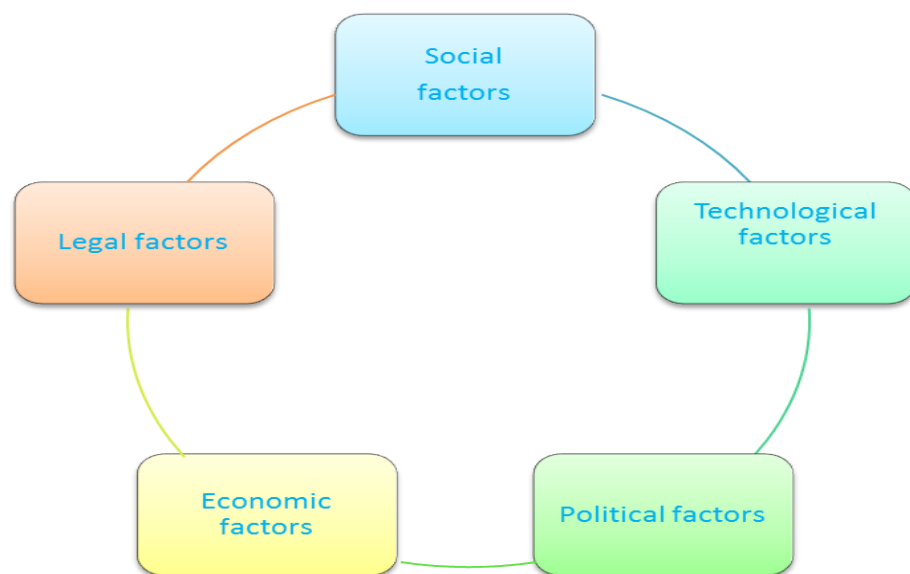 Social
factors
Technological
factors
Political factors
Economic
factors
Legal factors